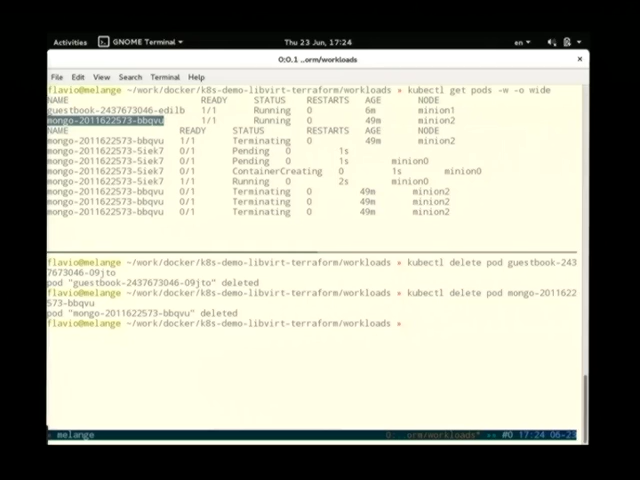 Activities GNOME Terminal Thu 23 Jun, 17:24 en
0:0.1 ..orm/workloads
File Edit View Search Terminal Help
flavio@melange ~/work/docker/k8s-demo-libvirt-terraform/workloads » kubectl get pods -w -o wide
NAME READY STATUS RESTARTS AGE NODE
guestbook-2437673046-edilb 1/1 Running 0 6m minion1
mongo-2011622573-bbqvu 1/1 Running 0 49m minion2
NAME READY STATUS RESTARTS AGE NODE
mongo-2011622573-bbqvu 1/1 Terminating 0 49m minion2
mongo-2011622573-5iek7 0/1 Pending 0 1s
mongo-2011622573-5iek7 0/1 Pending 0 1s minion0
mongo-2011622573-5iek7 0/1 ContainerCreating 0 1s minion0
mongo-2011622573-5iek7 1/1 Running 0 2s minion0
mongo-2011622573-bbqvu 0/1 Terminating 0 49m minion2
mongo-2011622573-bbqvu 0/1 Terminating 0 49m minion2
mongo-2011622573-bbqvu 0/1 Terminating 0 49m minion2
flavio@melange ~/work/docker/k8s-demo-libvirt-terraform/workloads » kubectl delete pod guestbook-243
7673046-09jto
pod "guestbook-2437673046-09jto" deleted
flavio@melange ~/work/docker/k8s-demo-libvirt-terraform/workloads » kubectl delete pod mongo-2011622
573-bbqvu
pod "mongo-2011622573-bbqvu" deleted
flavio@melange ~/work/docker/k8s-demo-libvirt-terraform/workloads »
melange 0: ..orm/workloads* #0 17:24 06-23